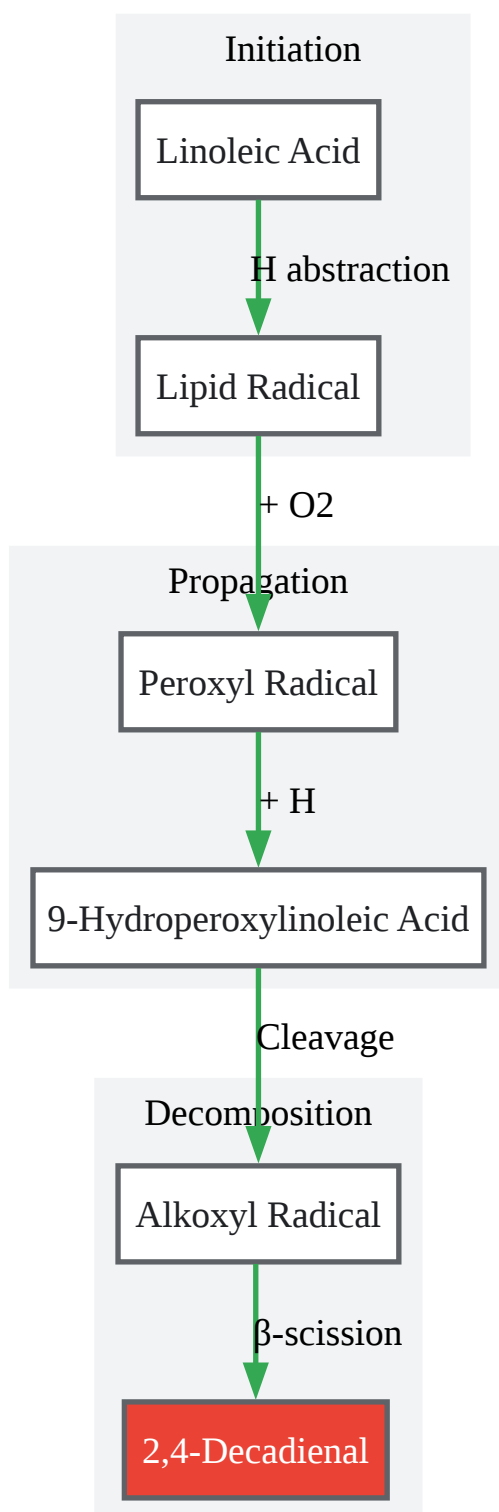 Initiation
Linoleic Acid
H abstraction
Lipid Radical
+ O2
Propagation
Peroxyl Radical
+ H
9-Hydroperoxylinoleic Acid
Cleavage
Decomposition
Alkoxyl Radical
β-scission
2,4-Decadienal